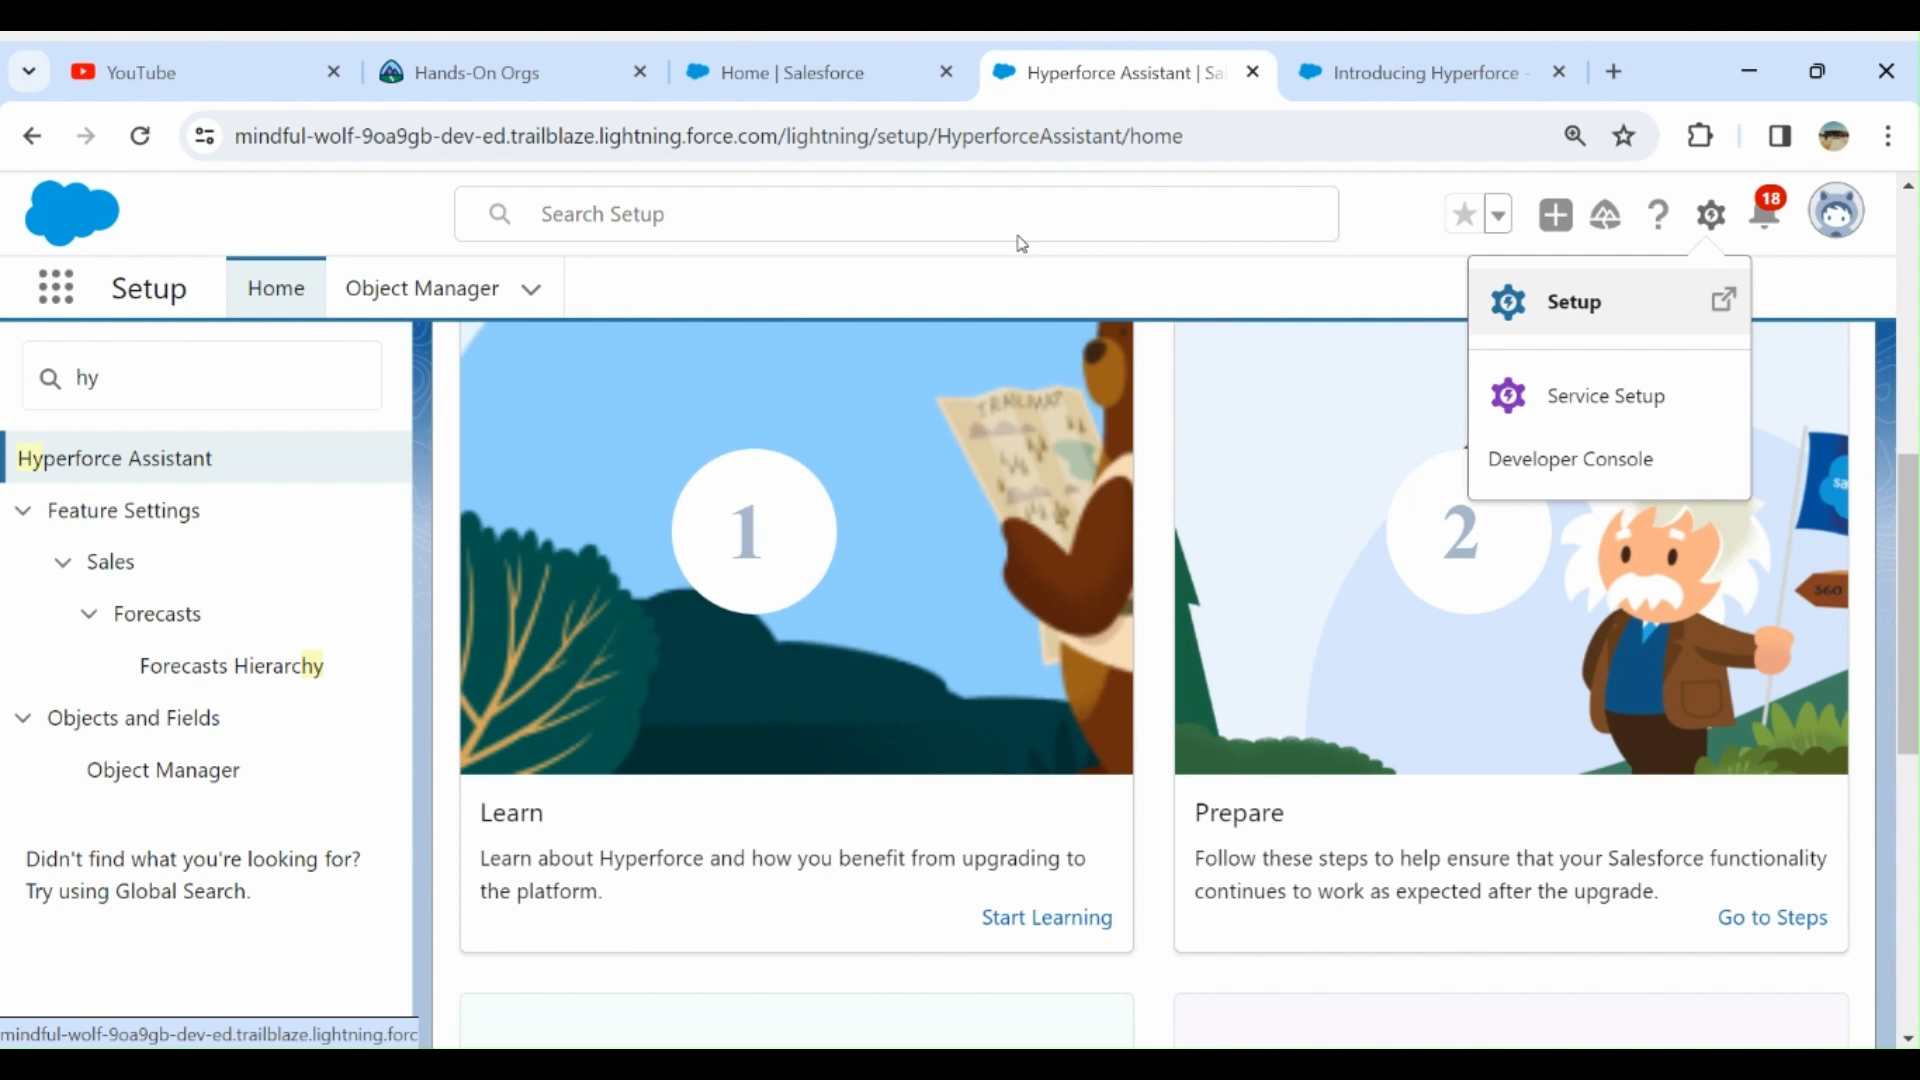 YouTube
Hands-On Orgs
Home | Salesforce
Hyperforce Assistant | Sa
Introducing Hyperforce -
mindful-wolf-9oa9gb-dev-ed.trailblaze.lightning.force.com/lightning/setup/HyperforceAssistant/home
Search Setup
18
Setup
Home
Object Manager
Setup
Service Setup
Developer Console
hy
Hyperforce Assistant
Feature Settings
Sales
Forecasts
Forecasts Hierarchy
Objects and Fields
Object Manager
Didn't find what you're looking for?
Try using Global Search.
TRAILMAP
1
2
sa
360
Learn
Learn about Hyperforce and how you benefit from upgrading to
the platform.
Start Learning
Prepare
Follow these steps to help ensure that your Salesforce functionality
continues to work as expected after the upgrade.
Go to Steps
mindful-wolf-9oa9gb-dev-ed.trailblaze.lightning.forc